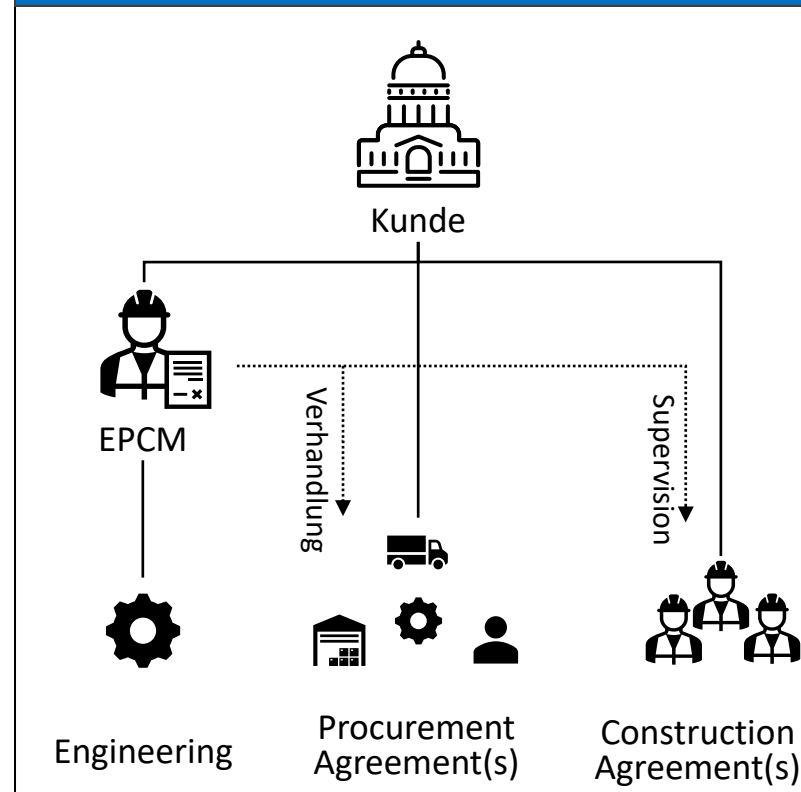 Kunde
EPCM
Verhandlung
Supervision
Engineering
Procurement
Agreement(s)
Construction
Agreement(s)